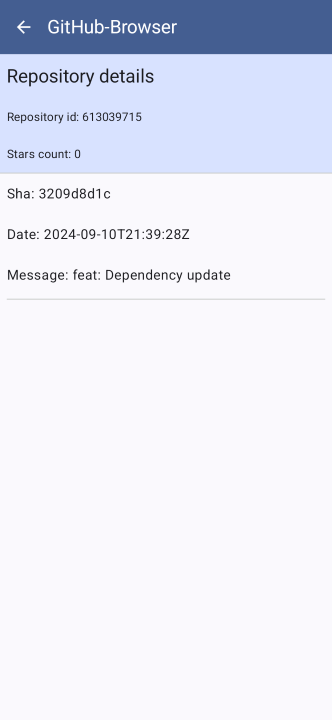 GitHub-Browser
Repository details
Repository id: 613039715
Stars count: 0
Sha: 3209d8d1c
Date: 2024-09-10T21:39:28Z
Message: feat: Dependency update